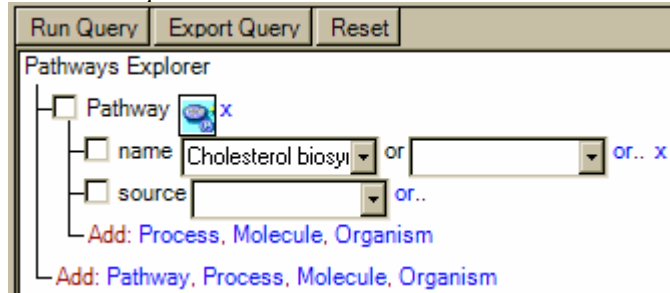 Run Query Export Query Reset
Pathways Explorer
Pathway x
name Cholesterol biosy or or.. x
source or..
Add: Process, Molecule, Organism
Add: Pathway, Process, Molecule, Organism